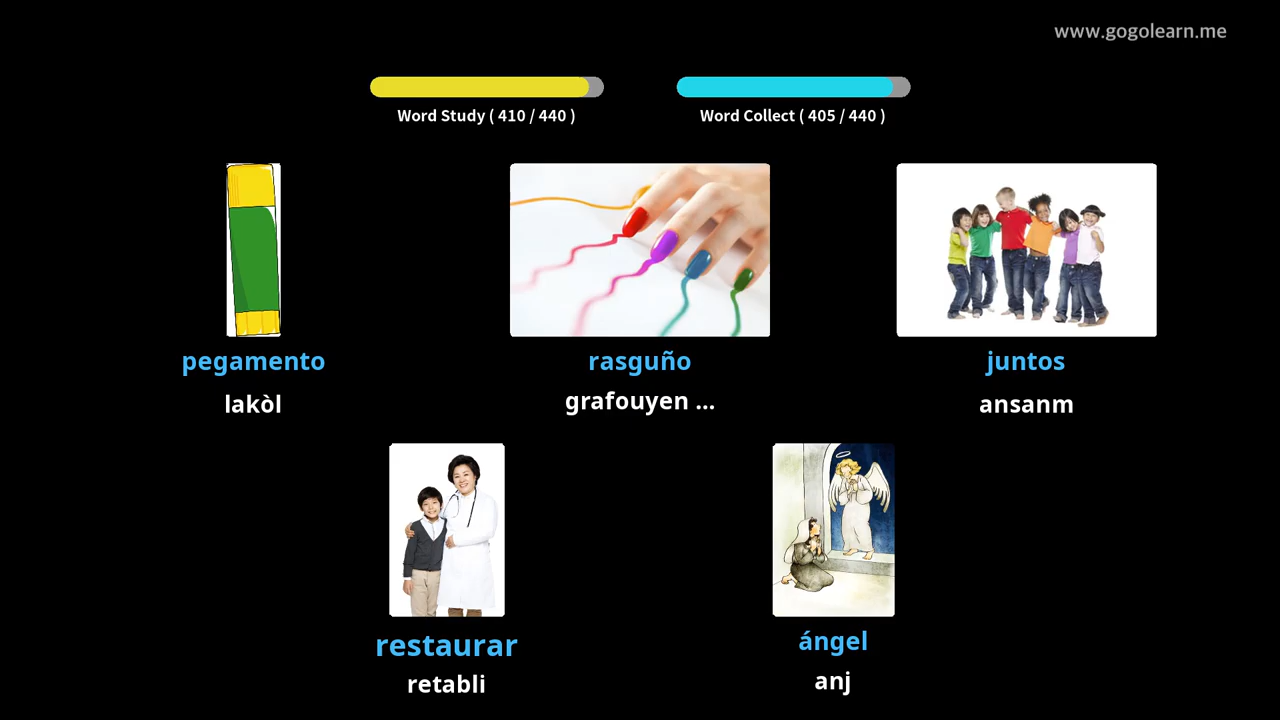 www.gogolearn.me
Word Study ( 410 / 440 )
Word Collect ( 405 / 440 )
pegamento
lakòl
rasguño
grafouyen ...
juntos
ansanm
restaurar
retabli
ángel
anj